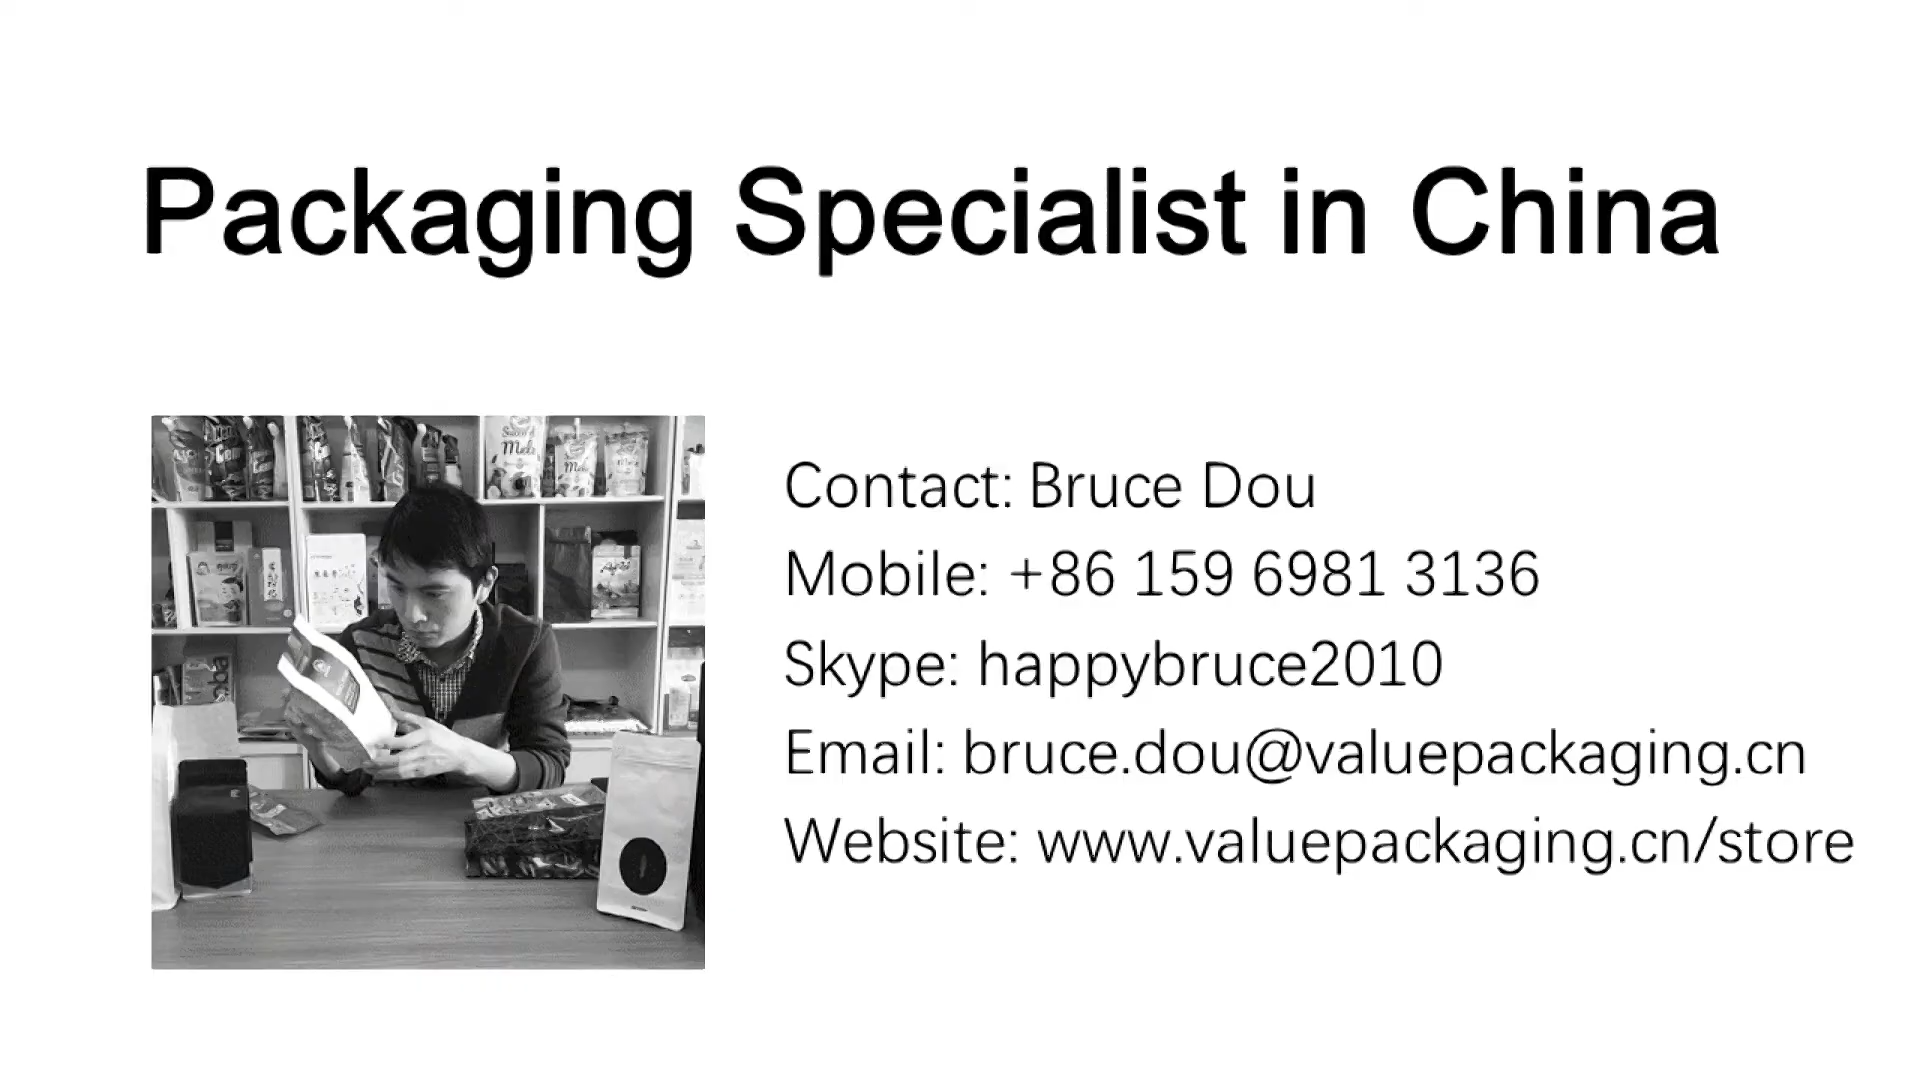 Packaging Specialist in China
Contact: Bruce Dou
Mobile: +86 159 6981 3136
Skype: happybruce2010
Email: bruce.dou@valuepackaging.cn
Website: www.valuepackaging.cn/store